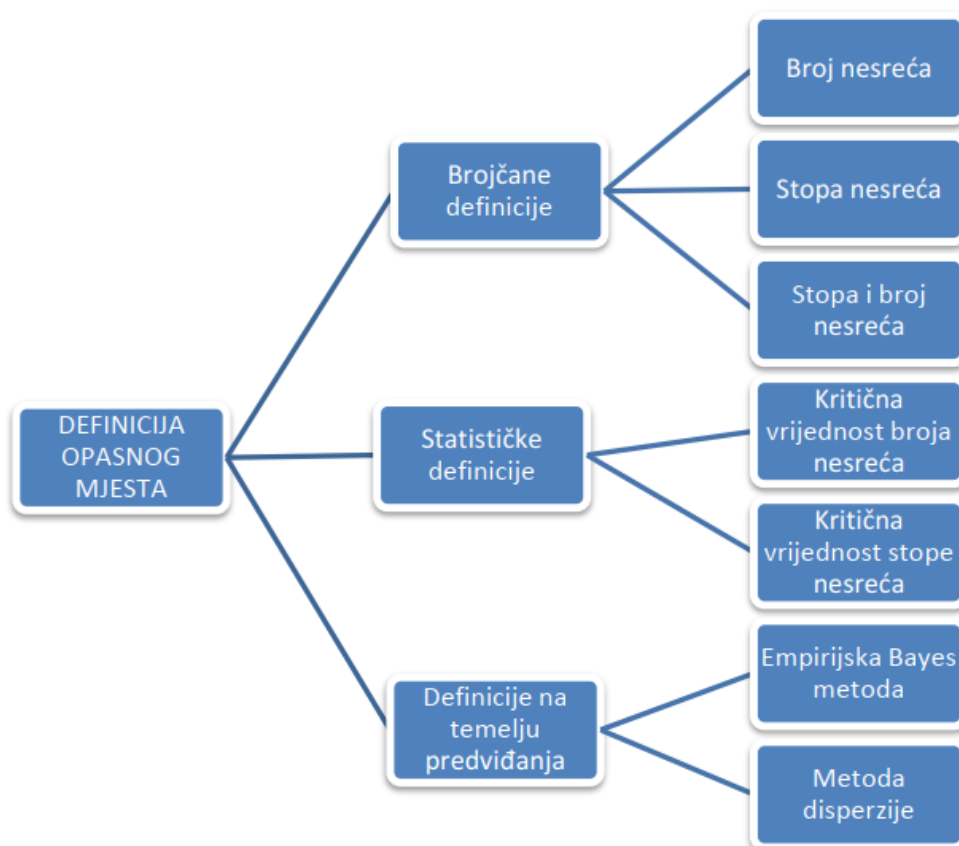 DEFINICIJA
OPASNOG
MJESTA
Brojčane
definicije
Broj nesreća
Stopa nesreća
Stopa i broj
nesreća
Statističke
definicije
Kritična
vrijednost broja
nesreća
Kritična
vrijednost stope
nesreća
Definicije na
temelju
predviđanja
Empirijska Bayes
metoda
Metoda
disperzije